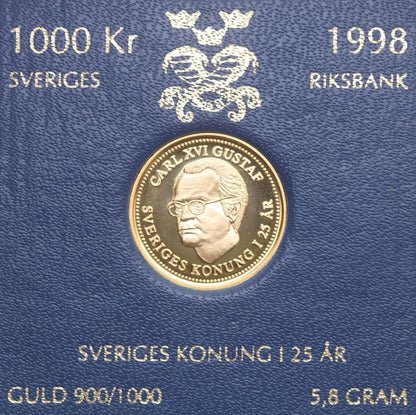 1000 Kr
1998
SVERIGES
RIKSBANK
CARL XVI GUSTAF
SVERIGES KONUNG I 25 ÅR
SVERIGES KONUNG I 25 ÅR
GULD 900/1000
5,8 GRAM